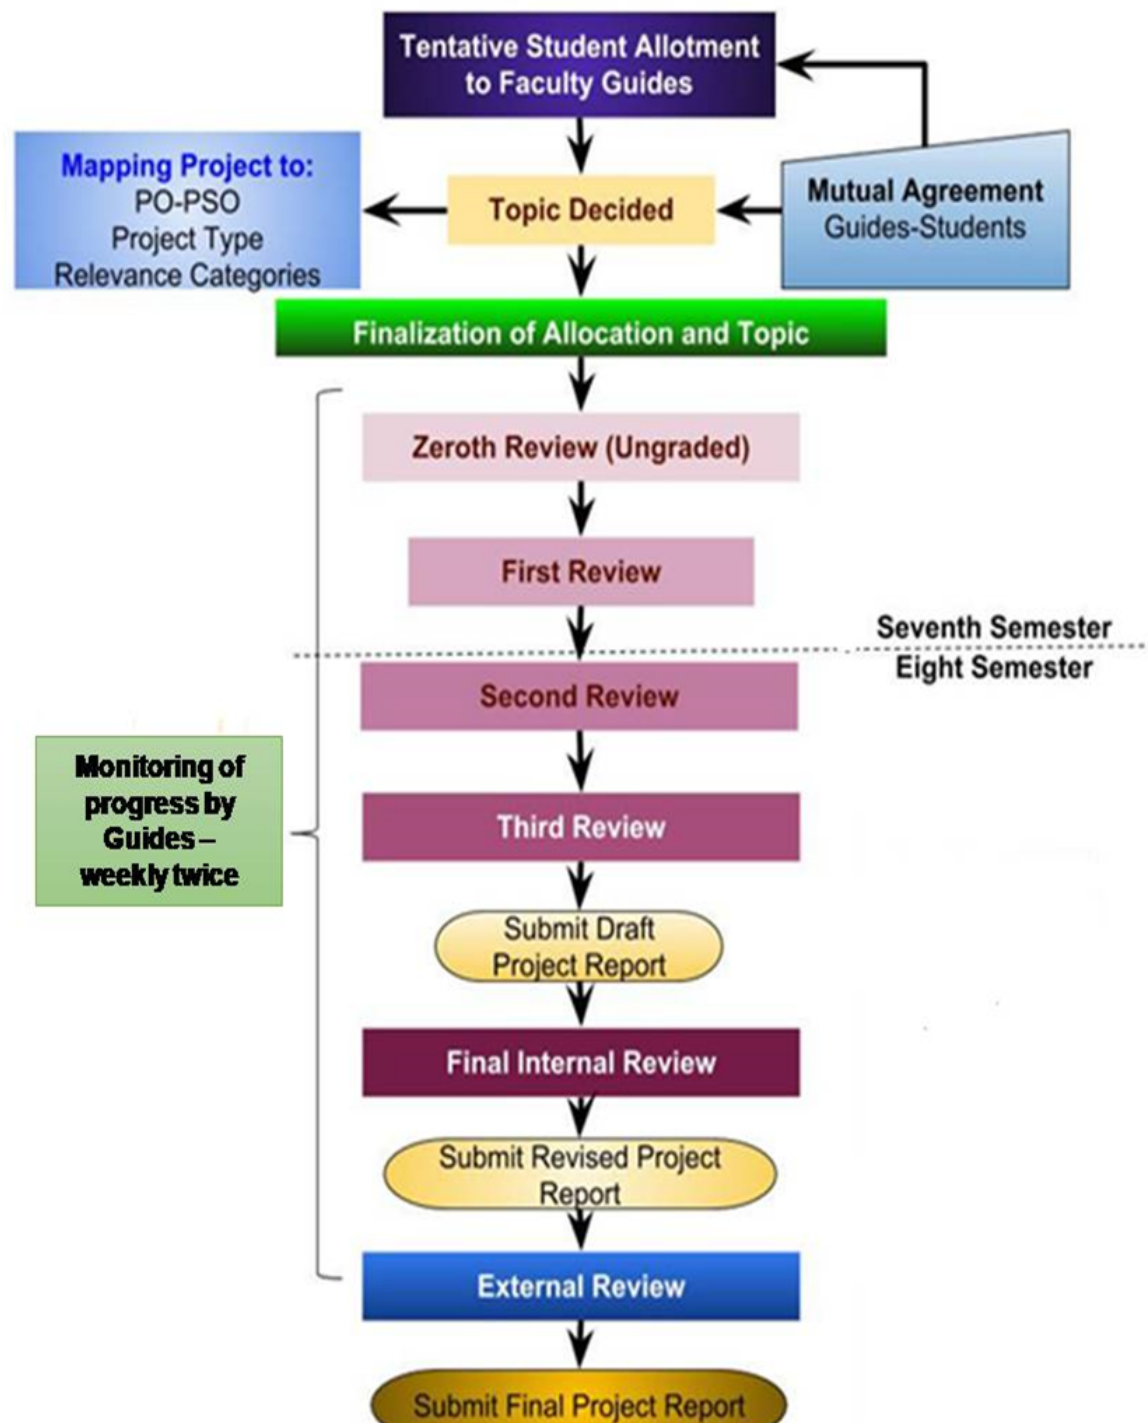 Tentative Student Allotment
to Faculty Guides
Mapping Project to:
PO-PSO
Project Type
Relevance Categories
Topic Decided
Mutual Agreement
Guides-Students
Finalization of Allocation and Topic
Zeroth Review (Ungraded)
First Review
Seventh Semester
Eight Semester
Second Review
Monitoring of
progress by
Guides –
weekly twice
Third Review
Submit Draft
Project Report
Final Internal Review
Submit Revised Project
Report
External Review
Submit Final Project Report